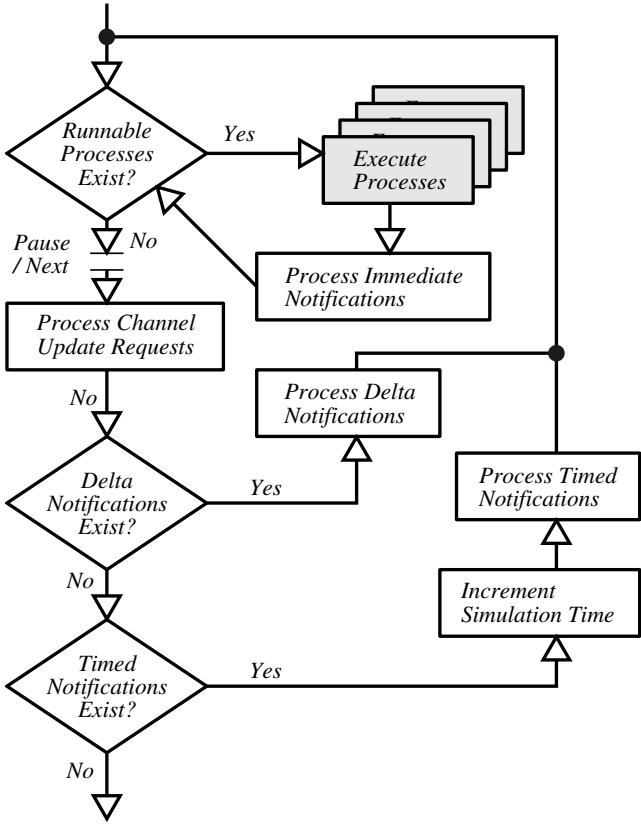 Runnable
Processes
Exist?
Yes
Execute
Processes
Pause
/ Next
No
Process Immediate
Notifications
Process Channel
Update Requests
No
Process Delta
Notifications
Delta
Notifications
Exist?
Yes
Process Timed
Notifications
No
Increment
Simulation Time
Timed
Notifications
Exist?
Yes
No